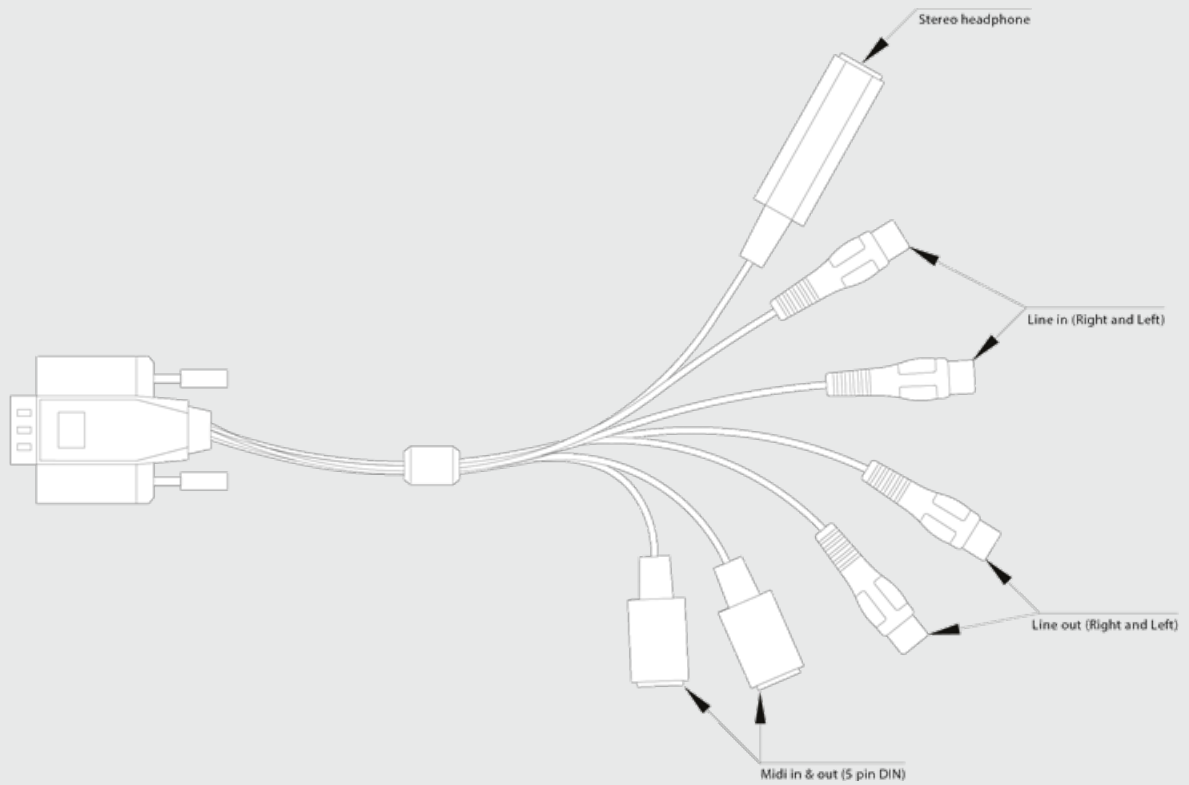 Stereo headphone
Line in (Right and Left)
Line out (Right and Left)
Midi in & out (5 pin DIN)